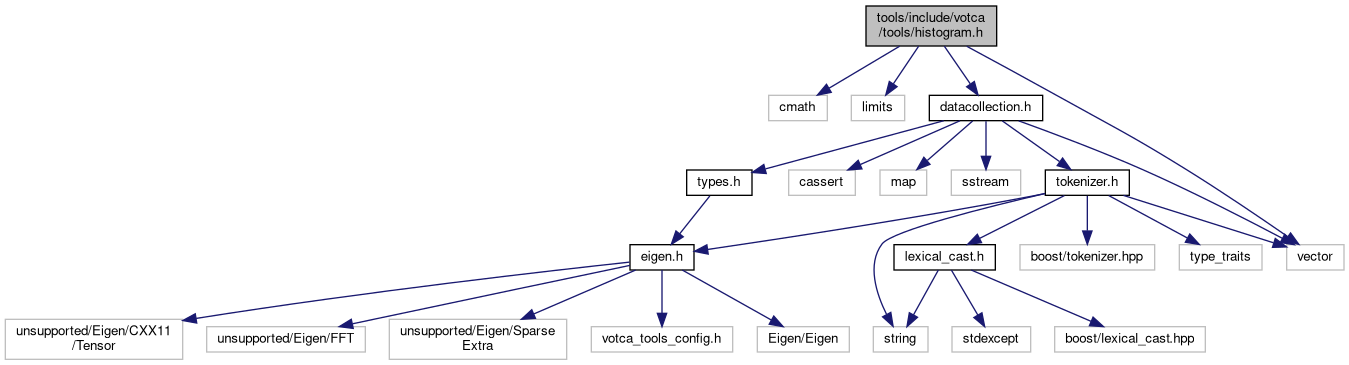 tools/include/votca
/tools/histogram.h
cmath
limits
datacollection.h
types.h
cassert
map
sstream
tokenizer.h
eigen.h
lexical_cast.h
boost/tokenizer.hpp
type_traits
vector
unsupported/Eigen/CXX11
/Tensor
unsupported/Eigen/FFT
unsupported/Eigen/Sparse
Extra
votca_tools_config.h
Eigen/Eigen
string
stdexcept
boost/lexical_cast.hpp